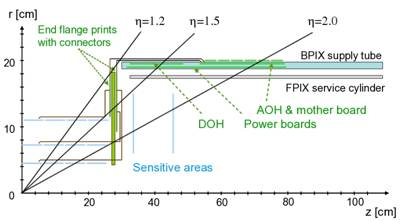 r [cm]
η=1.2
η=1.5
η=2.0
End flange prints
with connectors
BPIX supply tube
FPIX service cylinder
AOH & mother board
Power boards
DOH
Sensitive areas
20
11
0
0
20
40
60
80
100
z [cm]